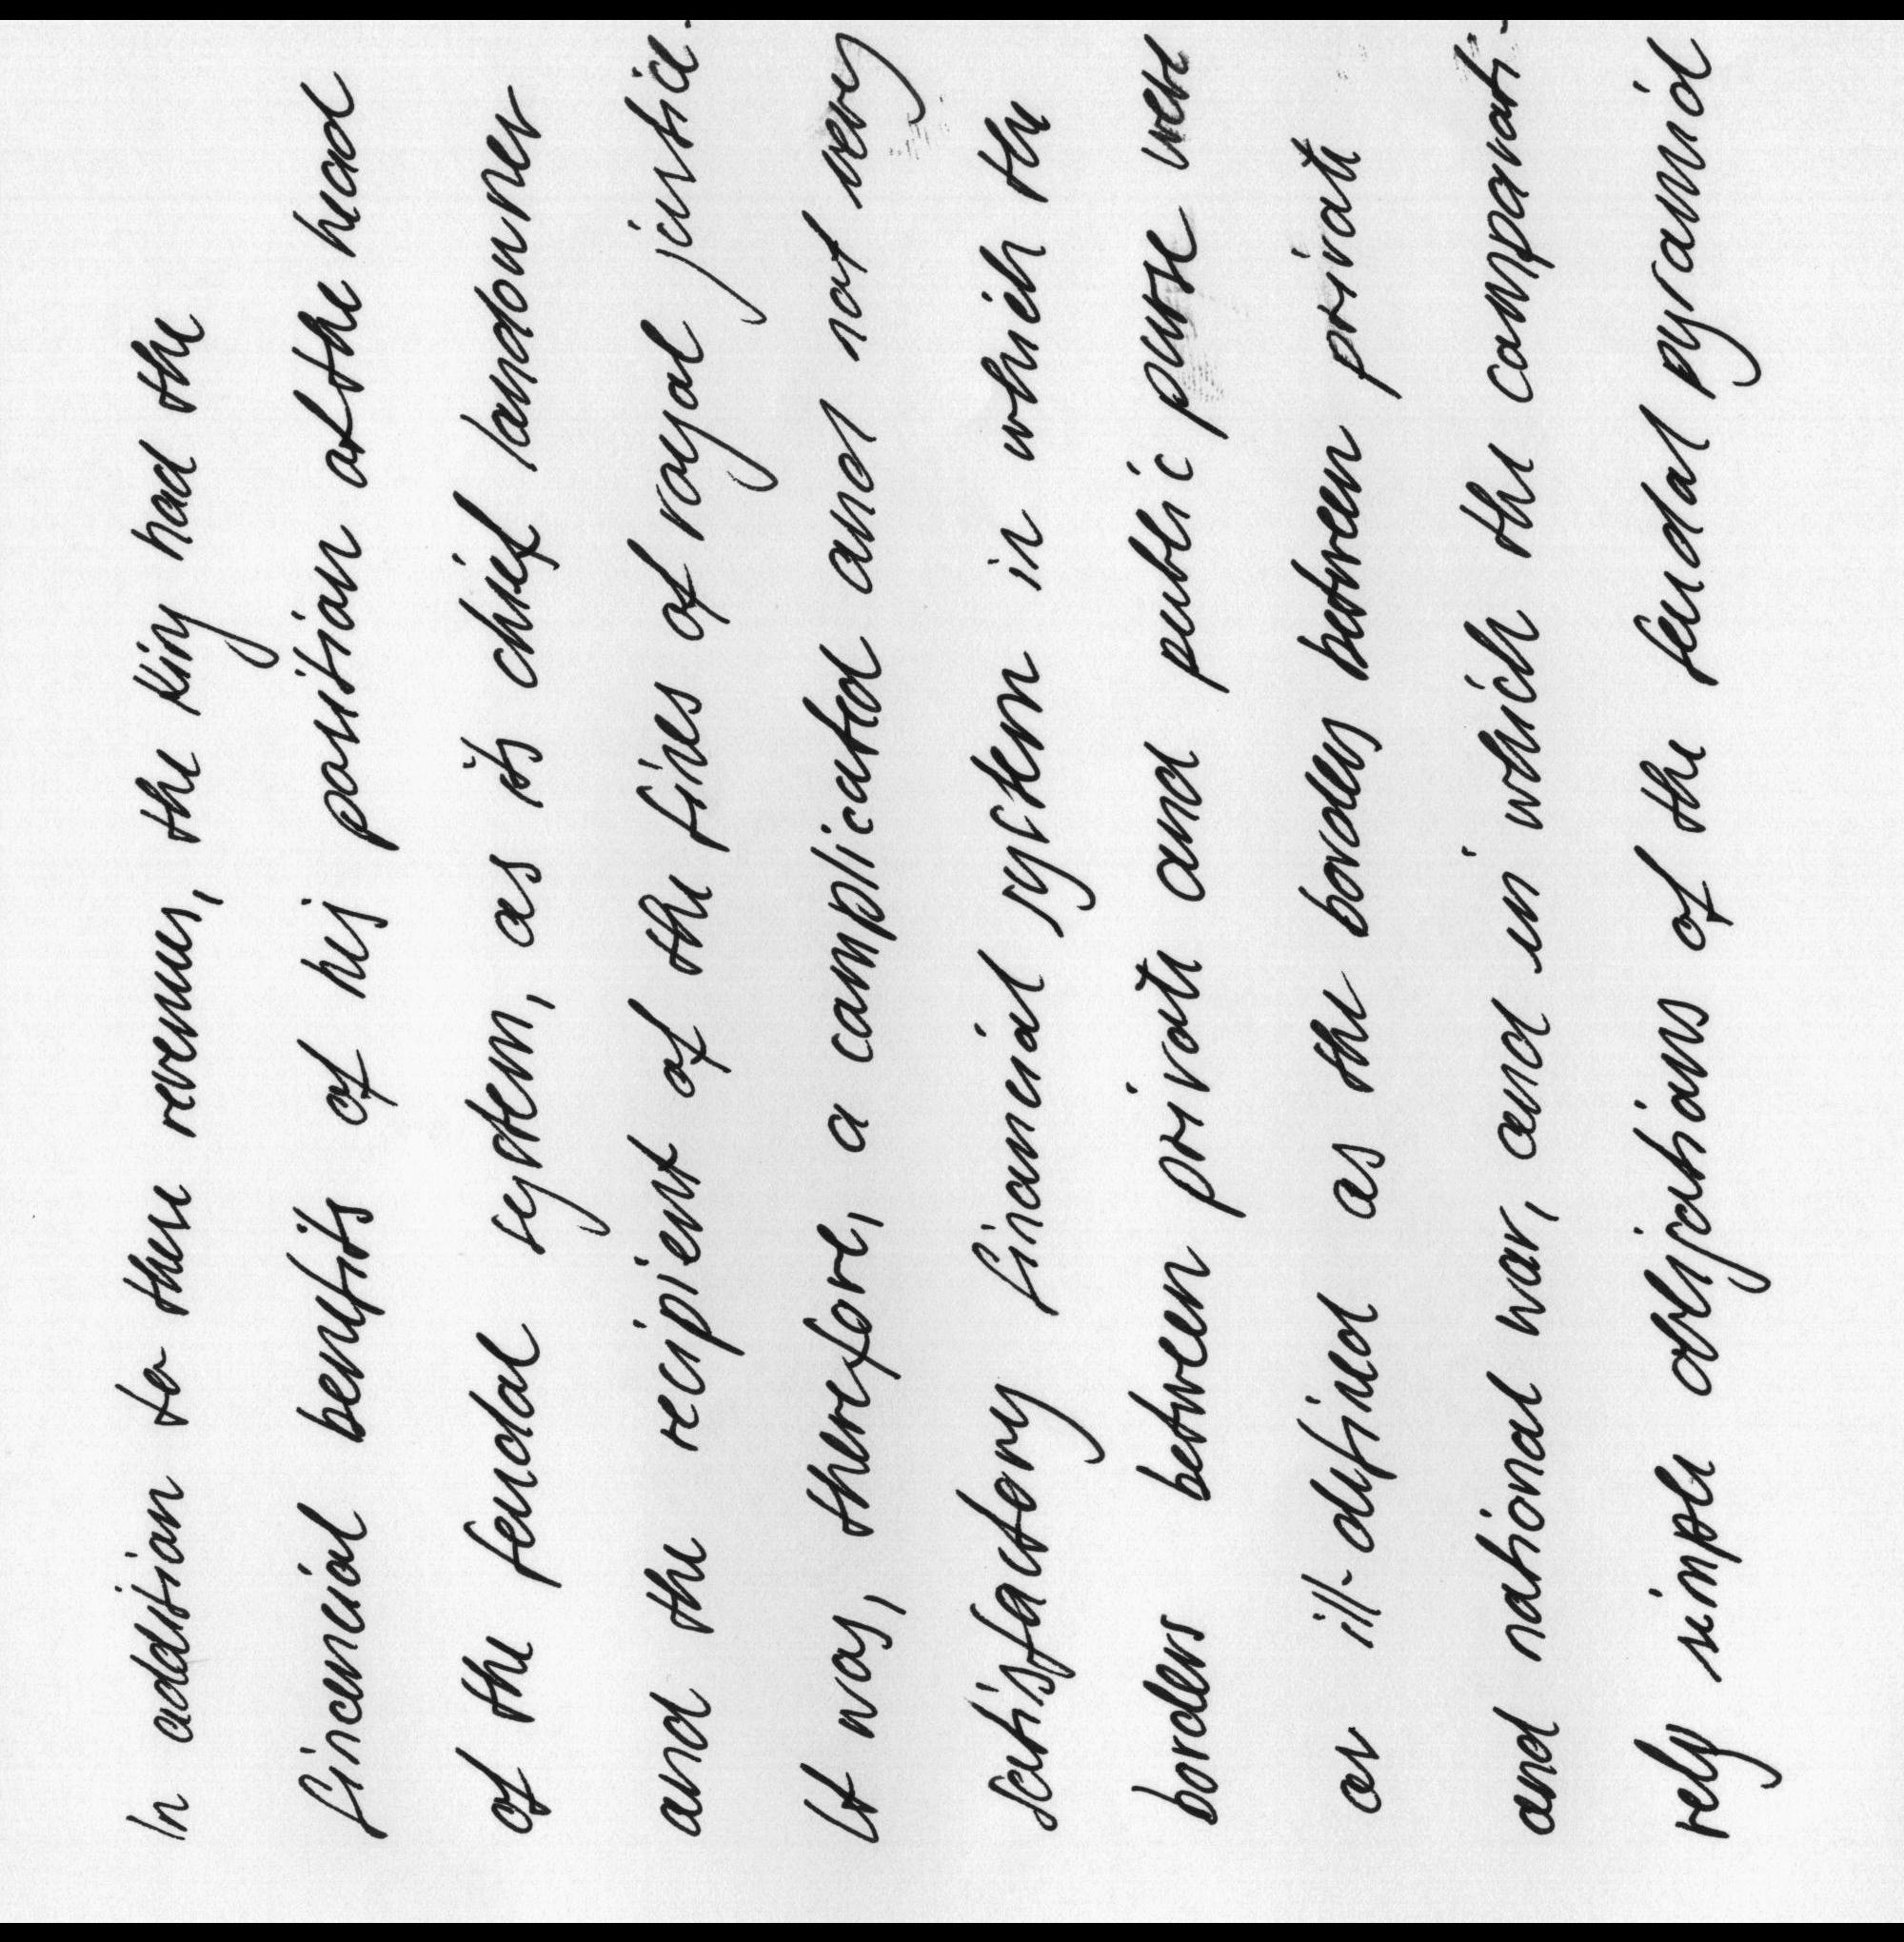 In addition to these revenues, the King had the
financial benefits of his position at the head
of the feudal system, as its chief landowner
and the recipient of the fines of royal justice.
It was, therefore, a complicated and not very
satisfactory financial system in which the
borders between private and public purse were
as ill-defined as the borders between private
and national war, and in which the comparati-
rely simple obligations of the feudal pyramid